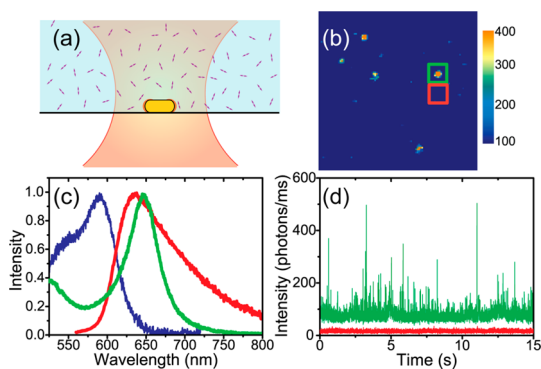 (a)
(b)
400
300
200
100
(c)
1.0
0.8
0.6
0.4
0.2
0.0
Intensity
525 600 650 700 750 800
Wavelength (nm)
(d)
600
400
200
0
Intensity (photons/ms)
0 5 10 15
Time (s)